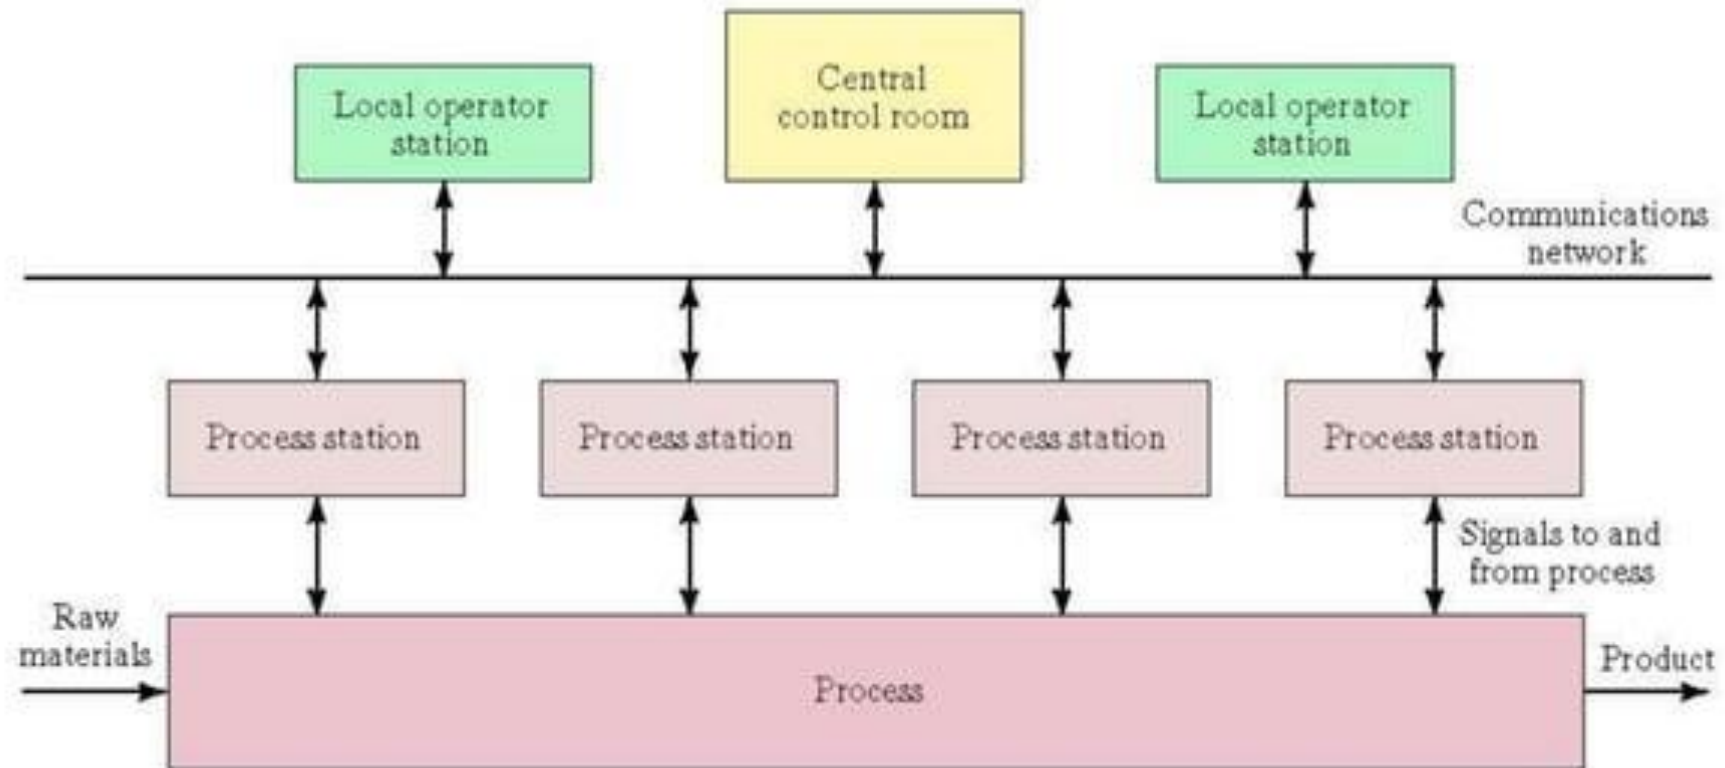 Central
control room
Local operator
station
Local operator
station
Communications
network
Process station
Process station
Process station
Process station
Signals to and
from process
Raw
materials
Process
Product